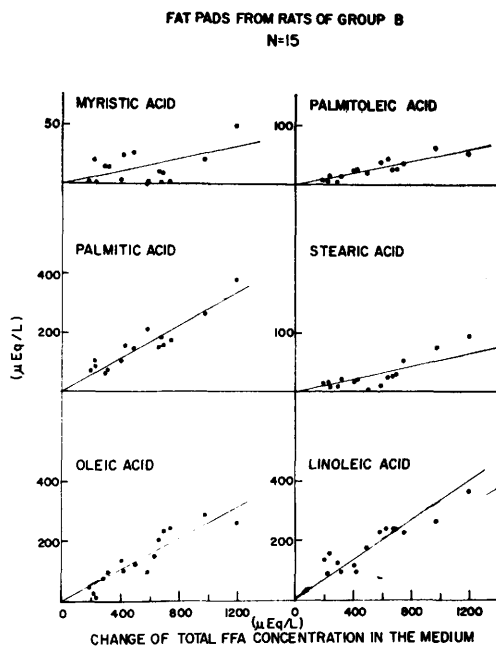 FAT PADS FROM RATS OF GROUP B
N=15
MYRISTIC ACID
50
PALMITOLEIC ACID
100
PALMITIC ACID
400
200
STEARIC ACID
100
(μEq/L)
OLEIC ACID
400
200
LINOLEIC ACID
400
200
0 400 800 1200
0 400 800 1200
(μEq/L)
CHANGE OF TOTAL FFA CONCENTRATION IN THE MEDIUM